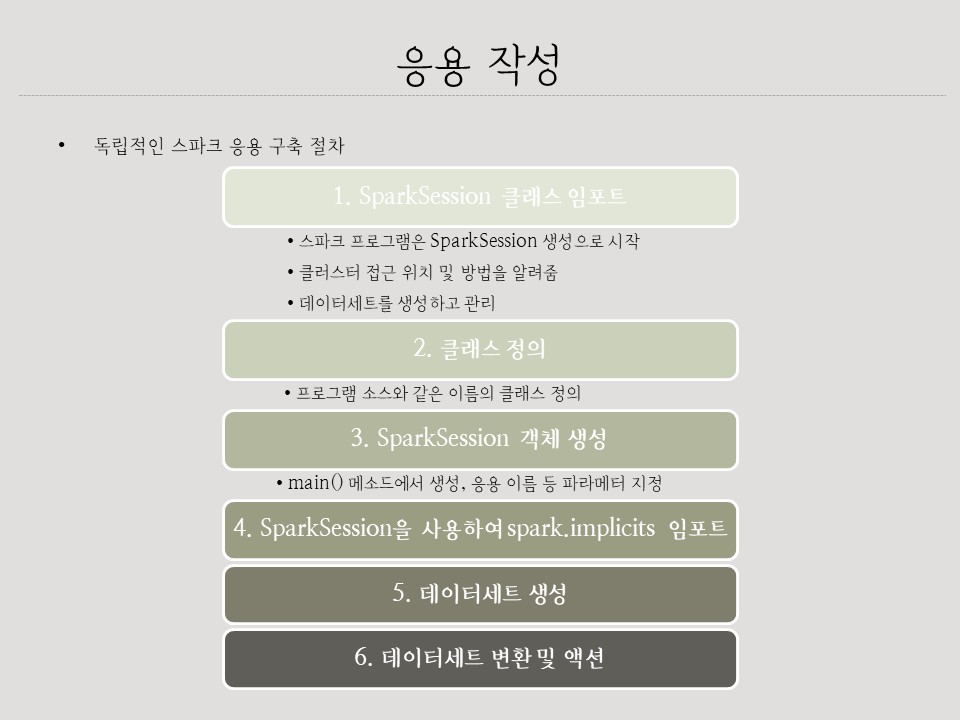 응용 작성
• 독립적인 스파크 응용 구축 절차
1. SparkSession 클래스 임포트
• 스파크 프로그램은 SparkSession 생성으로 시작
• 클러스터 접근 위치 및 방법을 알려줌
• 데이터세트를 생성하고 관리
2. 클래스 정의
• 프로그램 소스와 같은 이름의 클래스 정의
3. SparkSession 객체 생성
• main() 메소드에서 생성, 응용 이름 등 파라메터 지정
4. SparkSession을 사용하여 spark.implicits 임포트
5. 데이터세트 생성
6. 데이터세트 변환 및 액션